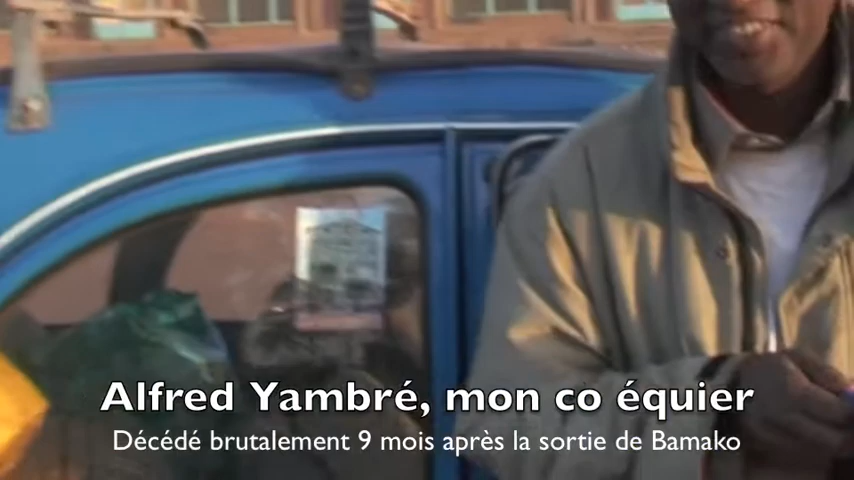 Alfred Yambré, mon co équier
Décédé brutalement 9 mois après la sortie de Bamako